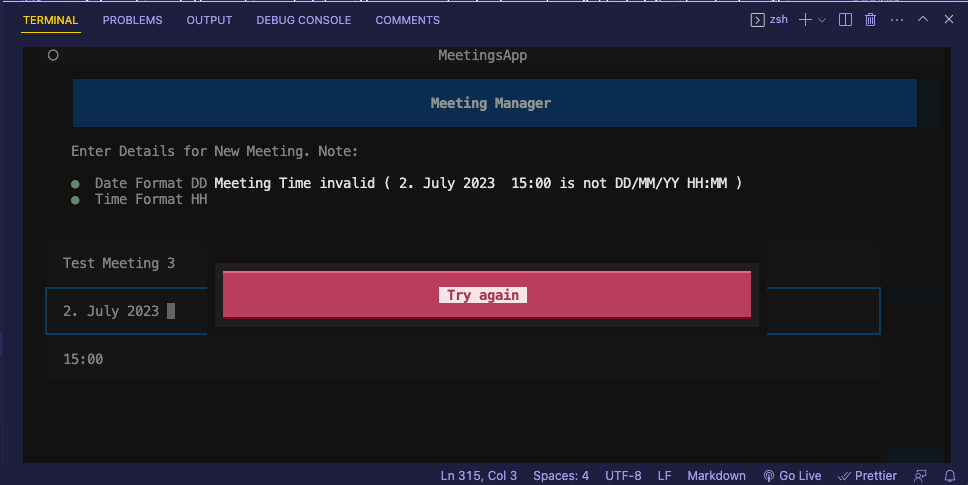 TERMINAL PROBLEMS OUTPUT DEBUG CONSOLE COMMENTS zsh
MeetingsApp
Meeting Manager
Enter Details for New Meeting. Note:
Date Format DD Meeting Time invalid ( 2. July 2023  15:00 is not DD/MM/YY HH:MM )
Time Format HH
Test Meeting 3
Try again
2. July 2023
15:00
Ln 315, Col 3 Spaces: 4 UTF-8 LF Markdown Go Live Prettier